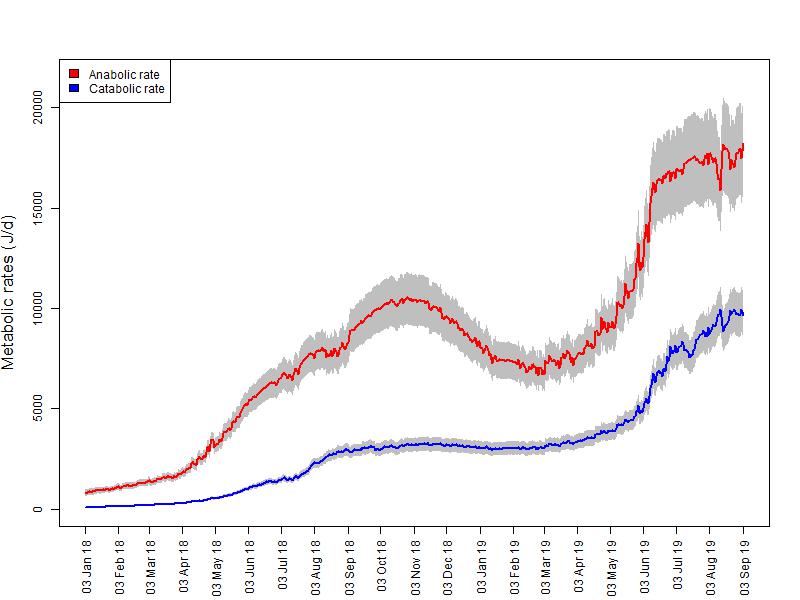 Anabolic rate
Catabolic rate
Metabolic rates (J/d)
20000
15000
10000
5000
0
03 Jan 18
03 Feb 18
03 Mar 18
03 Apr 18
03 May 18
03 Jun 18
03 Jul 18
03 Aug 18
03 Sep 18
03 Oct 18
03 Nov 18
03 Dec 18
03 Jan 19
03 Feb 19
03 Mar 19
03 Apr 19
03 May 19
03 Jun 19
03 Jul 19
03 Aug 19
03 Sep 19